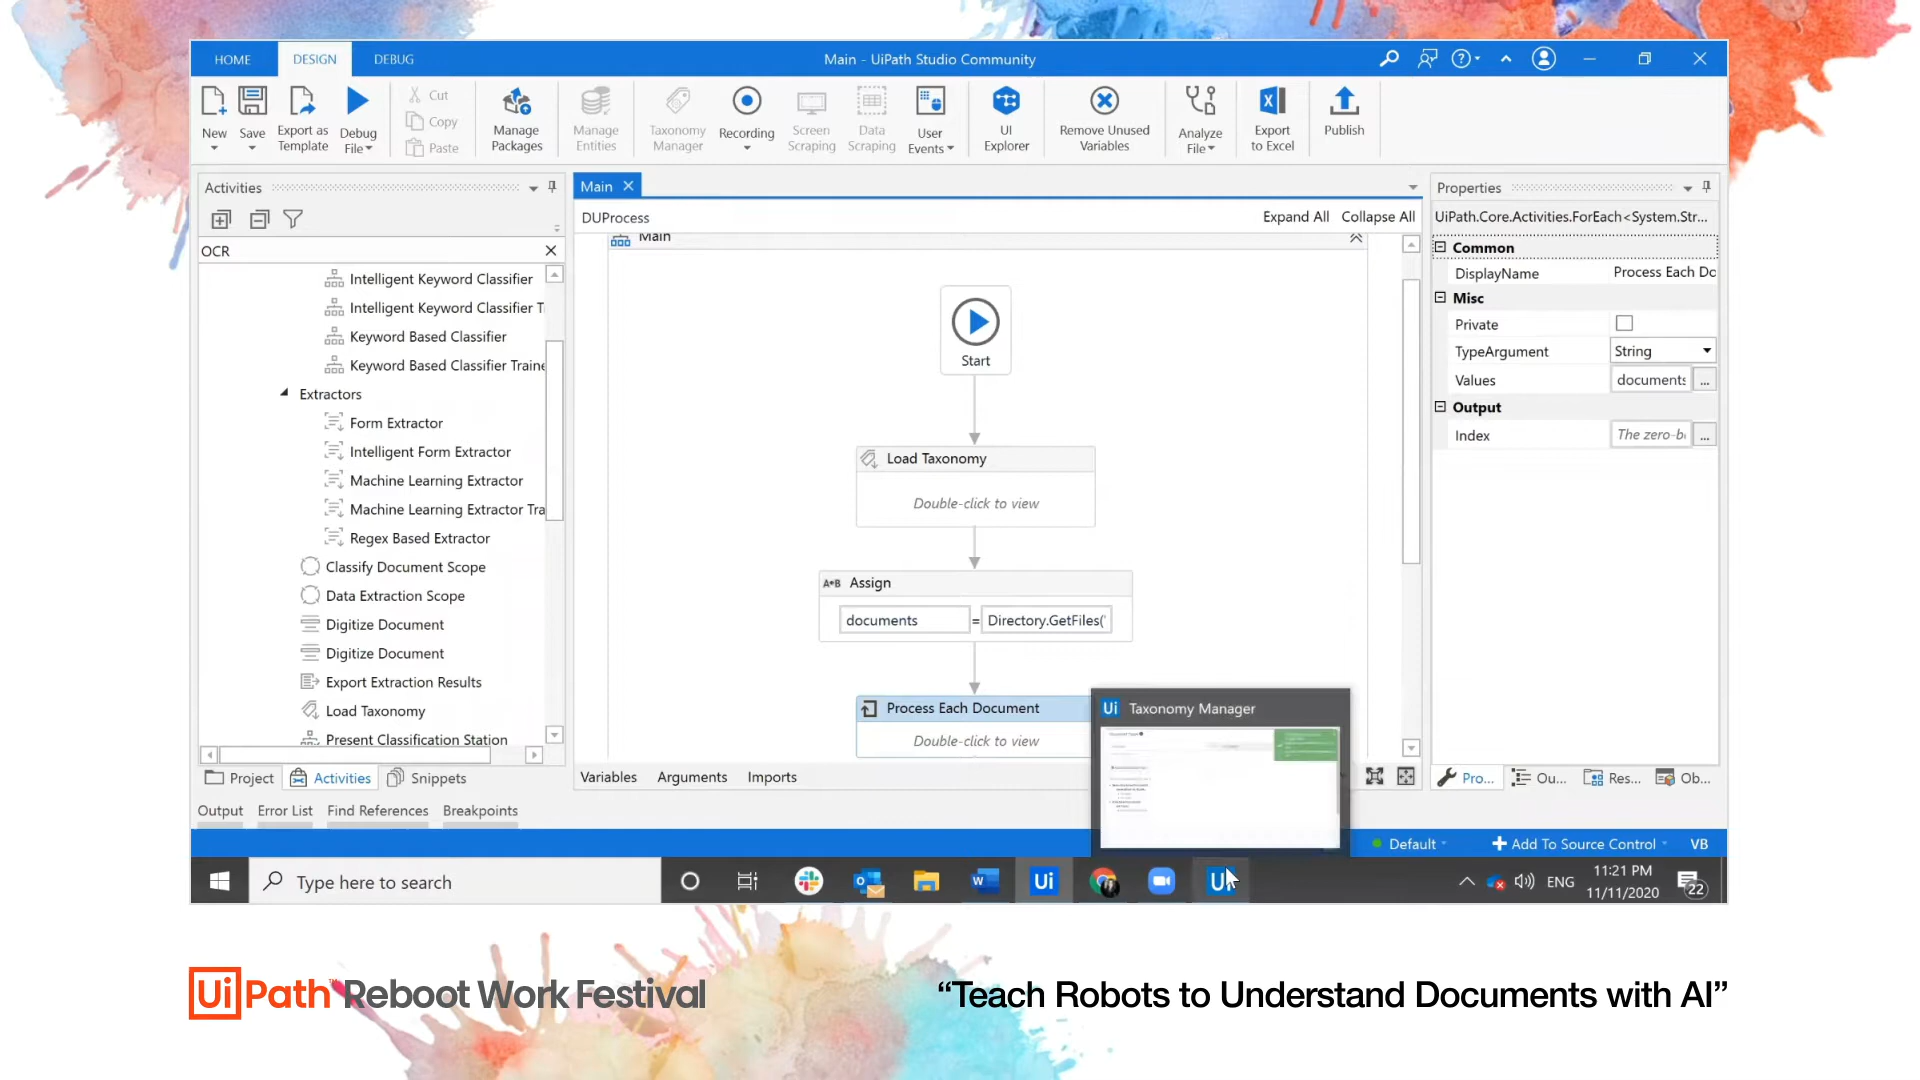 HOME
DESIGN
DEBUG
Main - UiPath Studio Community
New
Save
Export as
Template
Debug
File
Cut
Copy
Paste
Manage
Packages
Manage
Entities
Taxonomy
Manager
Recording
Screen
Scraping
Data
Scraping
User
Events
UI
Explorer
Remove Unused
Variables
Analyze
File
Export
to Excel
Publish
Activities
OCR
Intelligent Keyword Classifier
Intelligent Keyword Classifier T
Keyword Based Classifier
Keyword Based Classifier Traine
Extractors
Form Extractor
Intelligent Form Extractor
Machine Learning Extractor
Machine Learning Extractor Tra
Regex Based Extractor
Classify Document Scope
Data Extraction Scope
Digitize Document
Digitize Document
Export Extraction Results
Load Taxonomy
Present Classification Station
Project
Activities
Snippets
Main
DUProcess
Expand All
Collapse All
Main
Start
Load Taxonomy
Double-click to view
A*B Assign
documents = Directory.GetFiles("
Process Each Document
Double-click to view
Variables
Arguments
Imports
Ui Taxonomy Manager
Properties
UiPath.Core.Activities.ForEach<System.Str...
Common
DisplayName Process Each Dc
Misc
Private
TypeArgument String
Values documents ...
Output
Index The zero-b ...
Pro...
Ou...
Res...
Ob...
Output
Error List
Find References
Breakpoints
Default
Add To Source Control
VB
Type here to search
W
Ui
Ui
ENG
11:21 PM
11/11/2020
22
UiPath™ Reboot Work Festival
“Teach Robots to Understand Documents with AI”